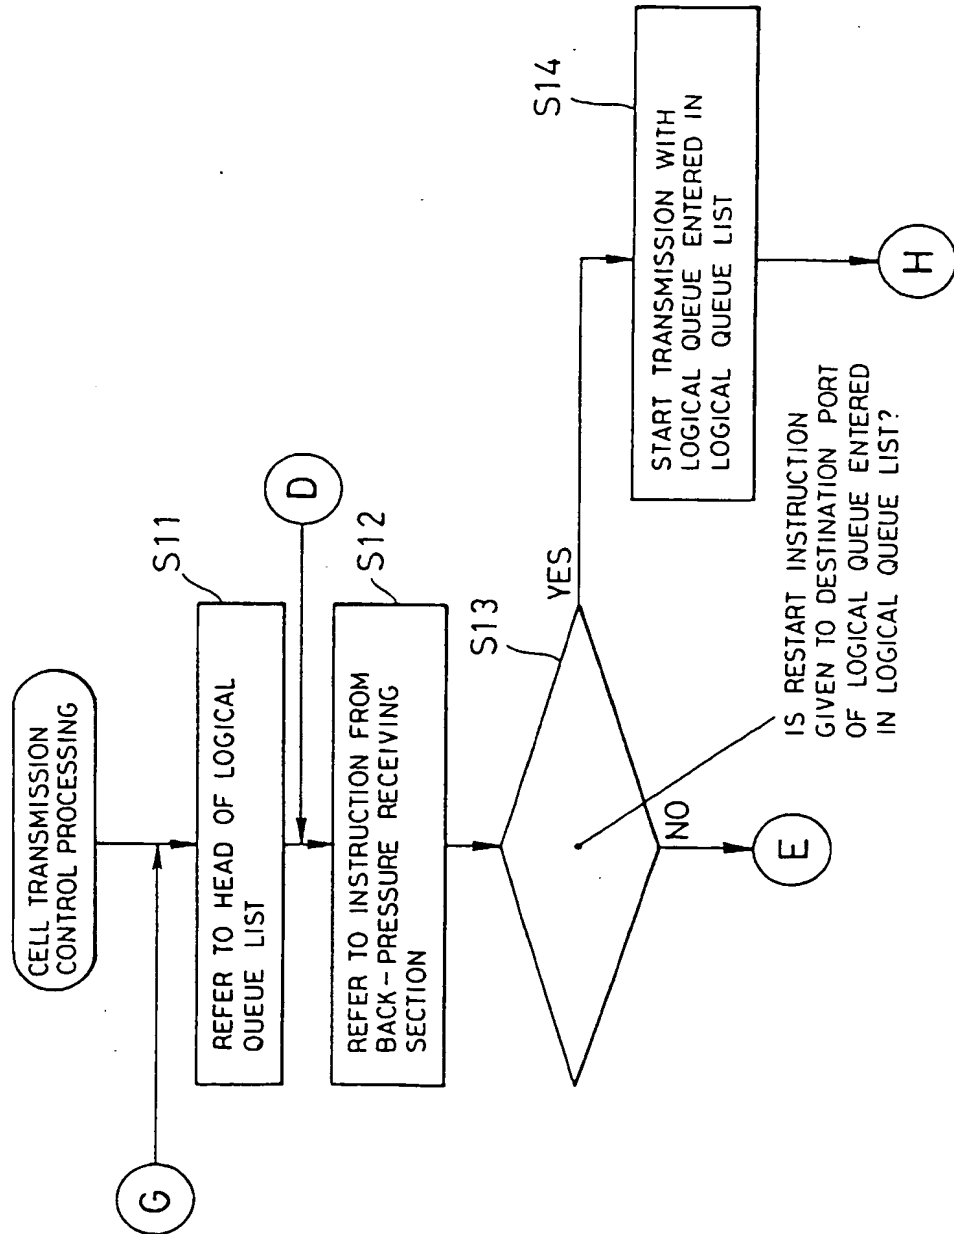 CELL TRANSMISSION
CONTROL PROCESSING
G
S11
REFER TO HEAD OF LOGICAL
QUEUE LIST
D
S12
REFER TO INSTRUCTION FROM
BACK-PRESSURE RECEIVING
SECTION
S13
YES
NO
IS RESTART INSTRUCTION
GIVEN TO DESTINATION PORT
OF LOGICAL QUEUE ENTERED
IN LOGICAL QUEUE LIST?
E
S14
START TRANSMISSION WITH
LOGICAL QUEUE ENTERED IN
LOGICAL QUEUE LIST
H